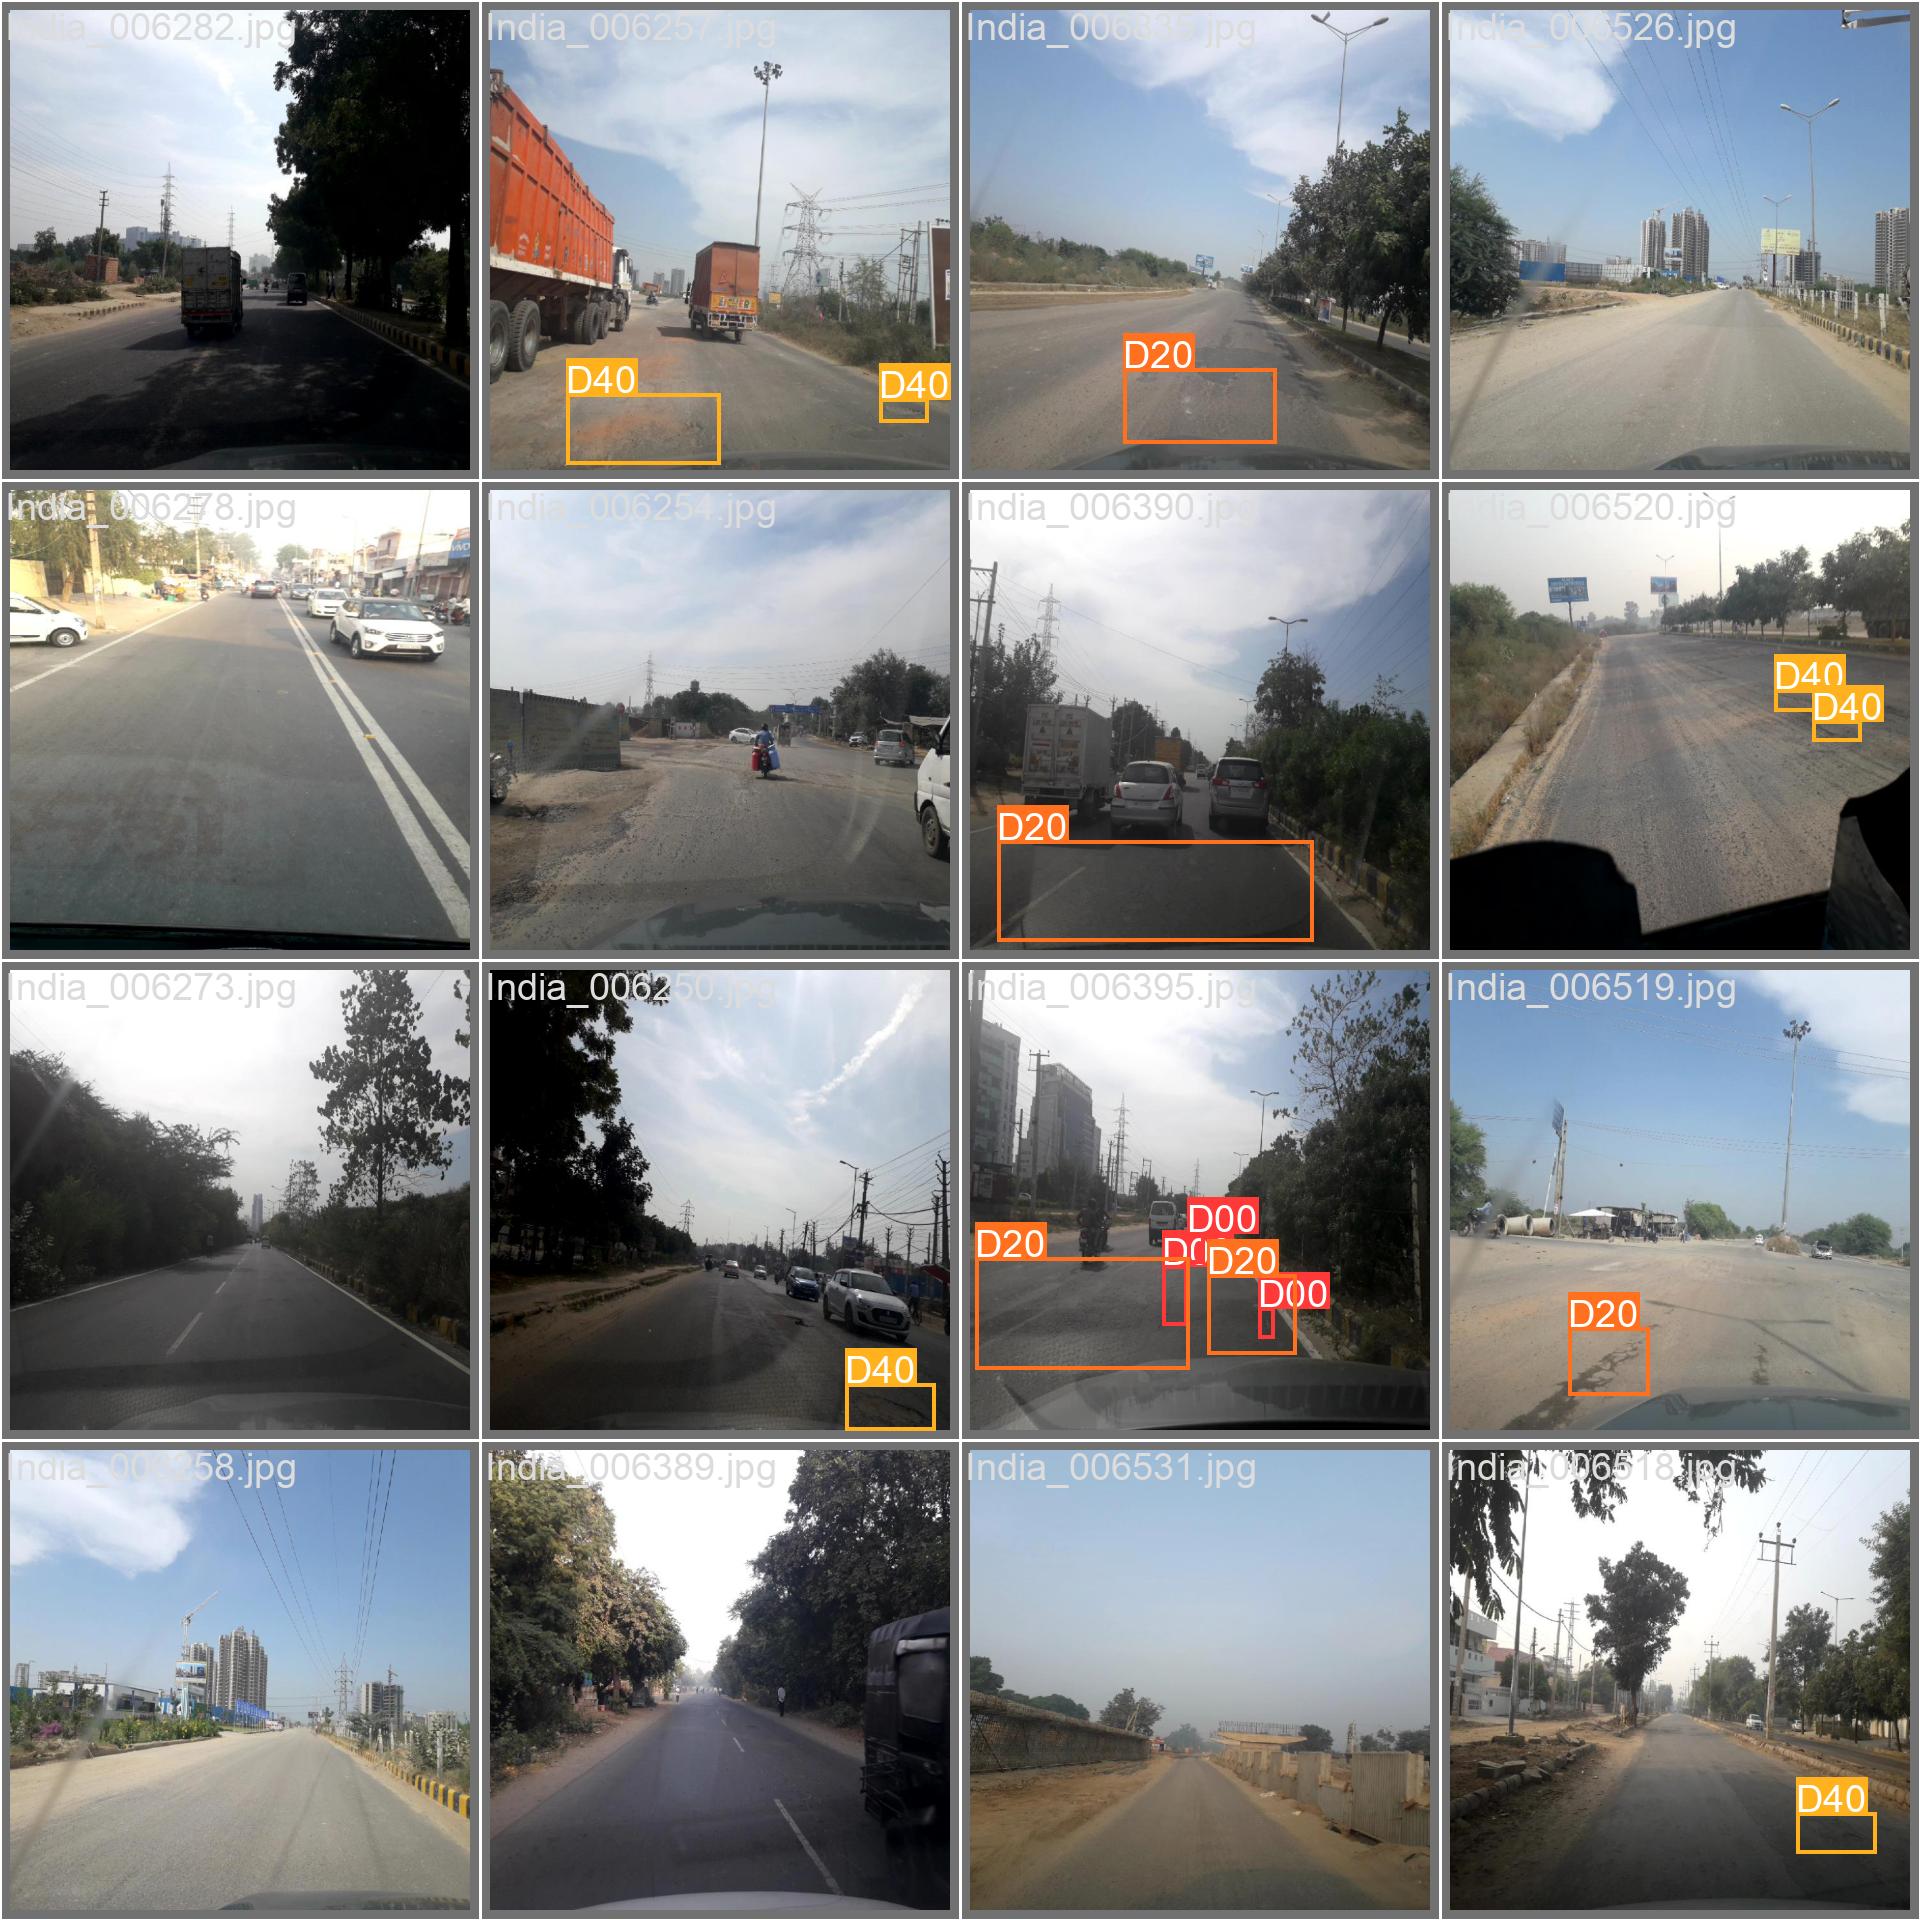 India_006282.jpg
India_006257.jpg
India_006835.jpg
India_006526.jpg
D40
D40
D20
India_006278.jpg
India_006254.jpg
India_006390.jpg
India_006520.jpg
VIVO
D40
D40
D20
India_006273.jpg
India_006250.jpg
India_006395.jpg
India_006519.jpg
D00
D20
D20
D00
D20
D40
India_006258.jpg
India_006389.jpg
India_006531.jpg
India_006518.jpg
D40